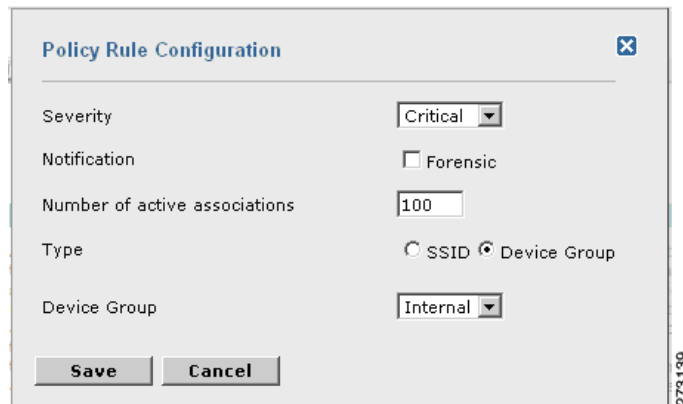 Policy Rule Configuration
Severity Critical
Notification Forensic
Number of active associations 100
Type SSID Device Group
Device Group Internal
Save Cancel
273139